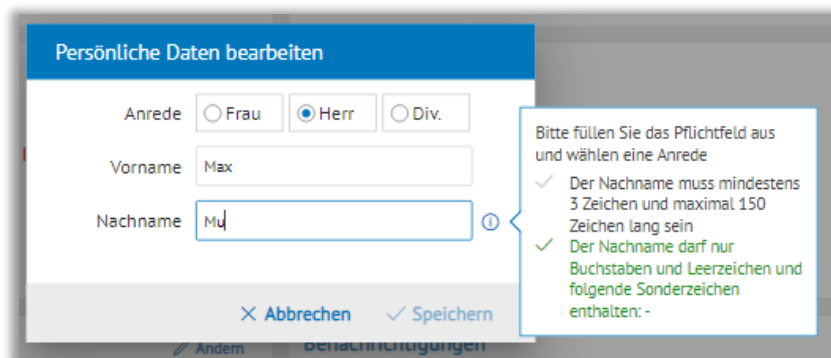 Persönliche Daten bearbeiten
Anrede Frau Herr Div.
Vorname Max
Nachname Mu
Bitte füllen Sie das Pflichtfeld aus
und wählen eine Anrede
Der Nachname muss mindestens
3 Zeichen und maximal 150
Zeichen lang sein
Der Nachname darf nur
Buchstaben und Leerzeichen und
folgende Sonderzeichen
enthalten: -
Abbrechen Speichern
Ändern Benachrichtigungen